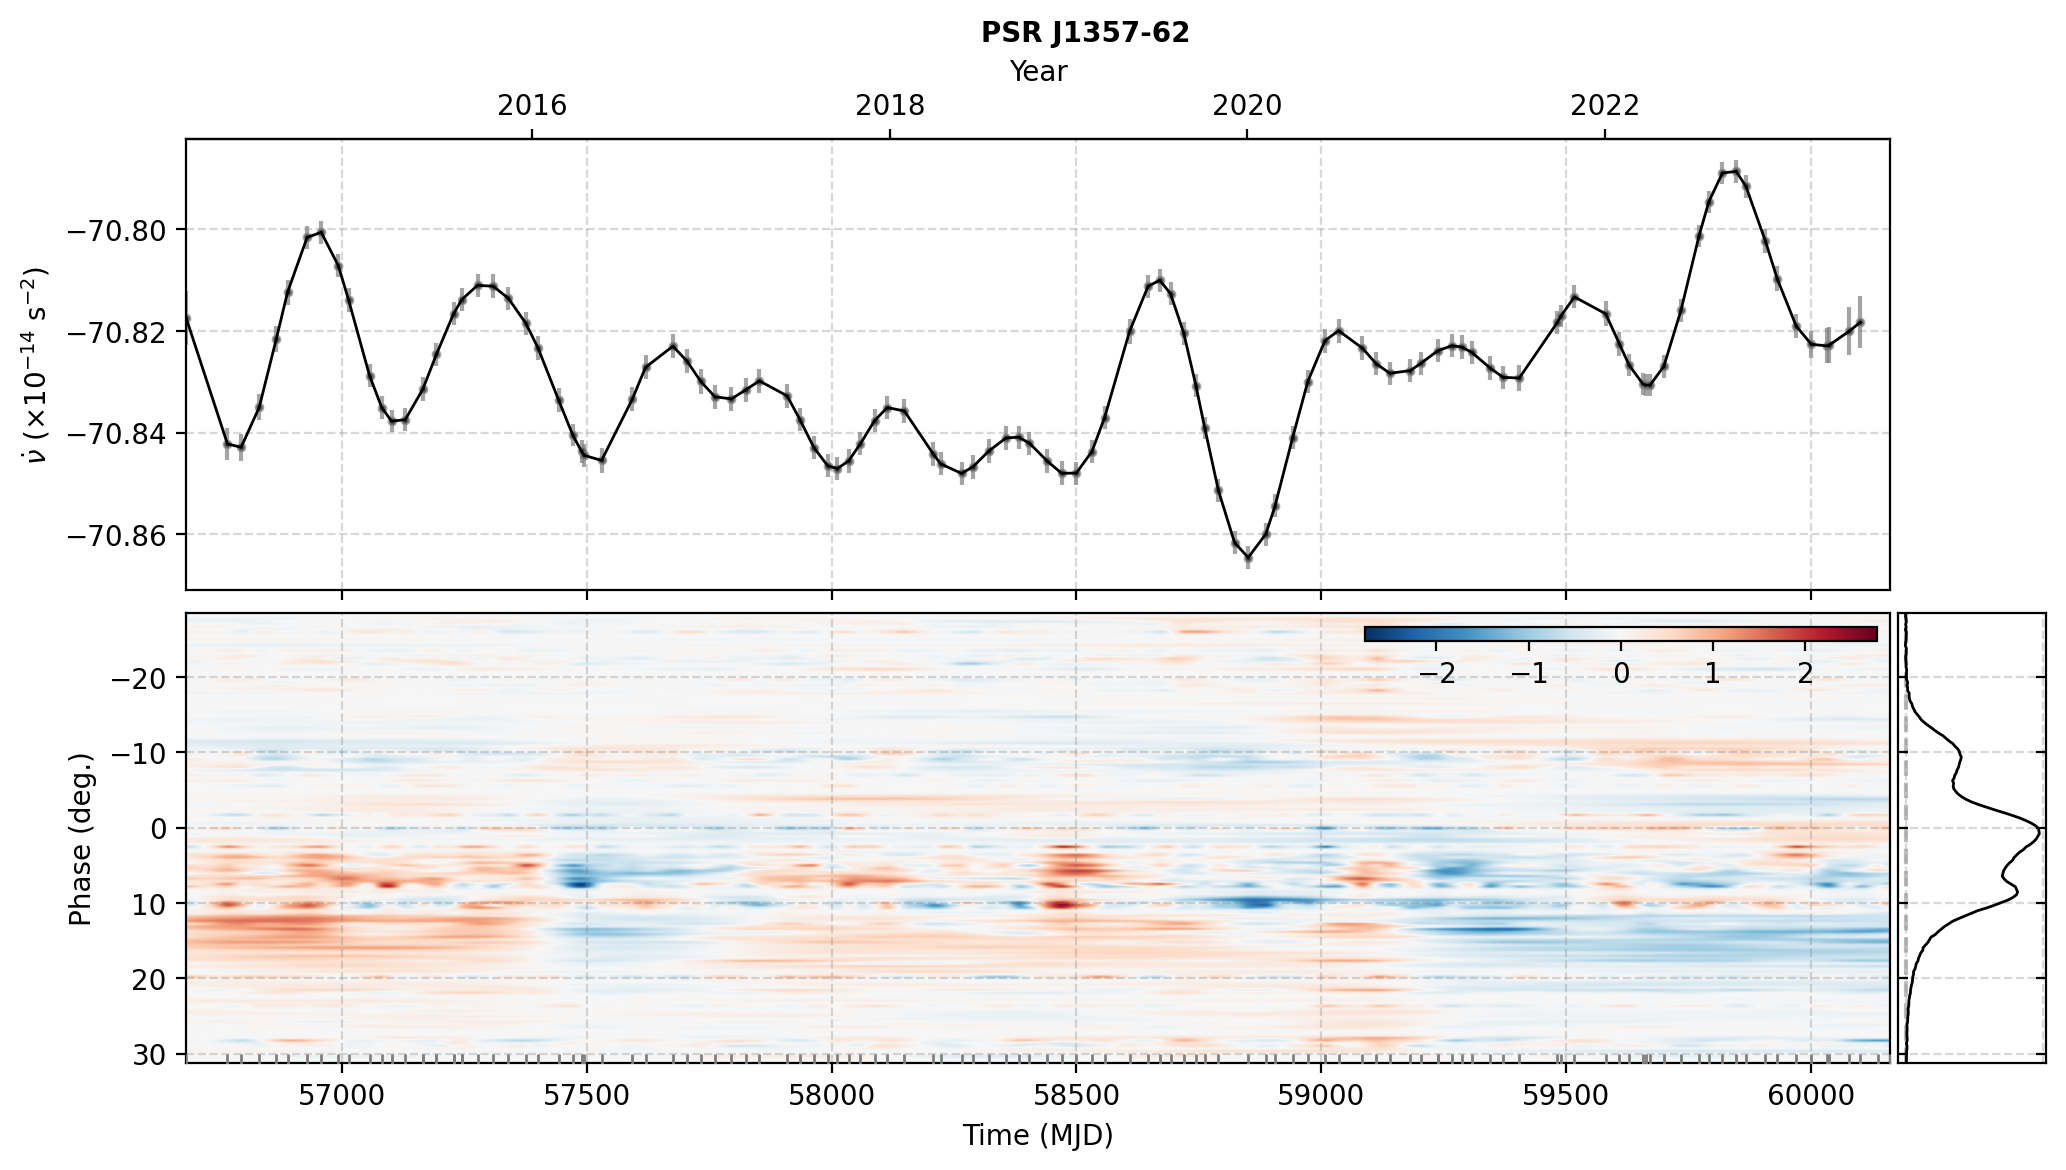 PSR J1357-62
Year
2016 2018 2020 2022
−70.80
−70.82
−70.84
−70.86
ν̇ (×10⁻¹⁴ s⁻²)
−2 −1 0 1 2
−20
−10
0
10
20
30
Phase (deg.)
57000 57500 58000 58500 59000 59500 60000
Time (MJD)